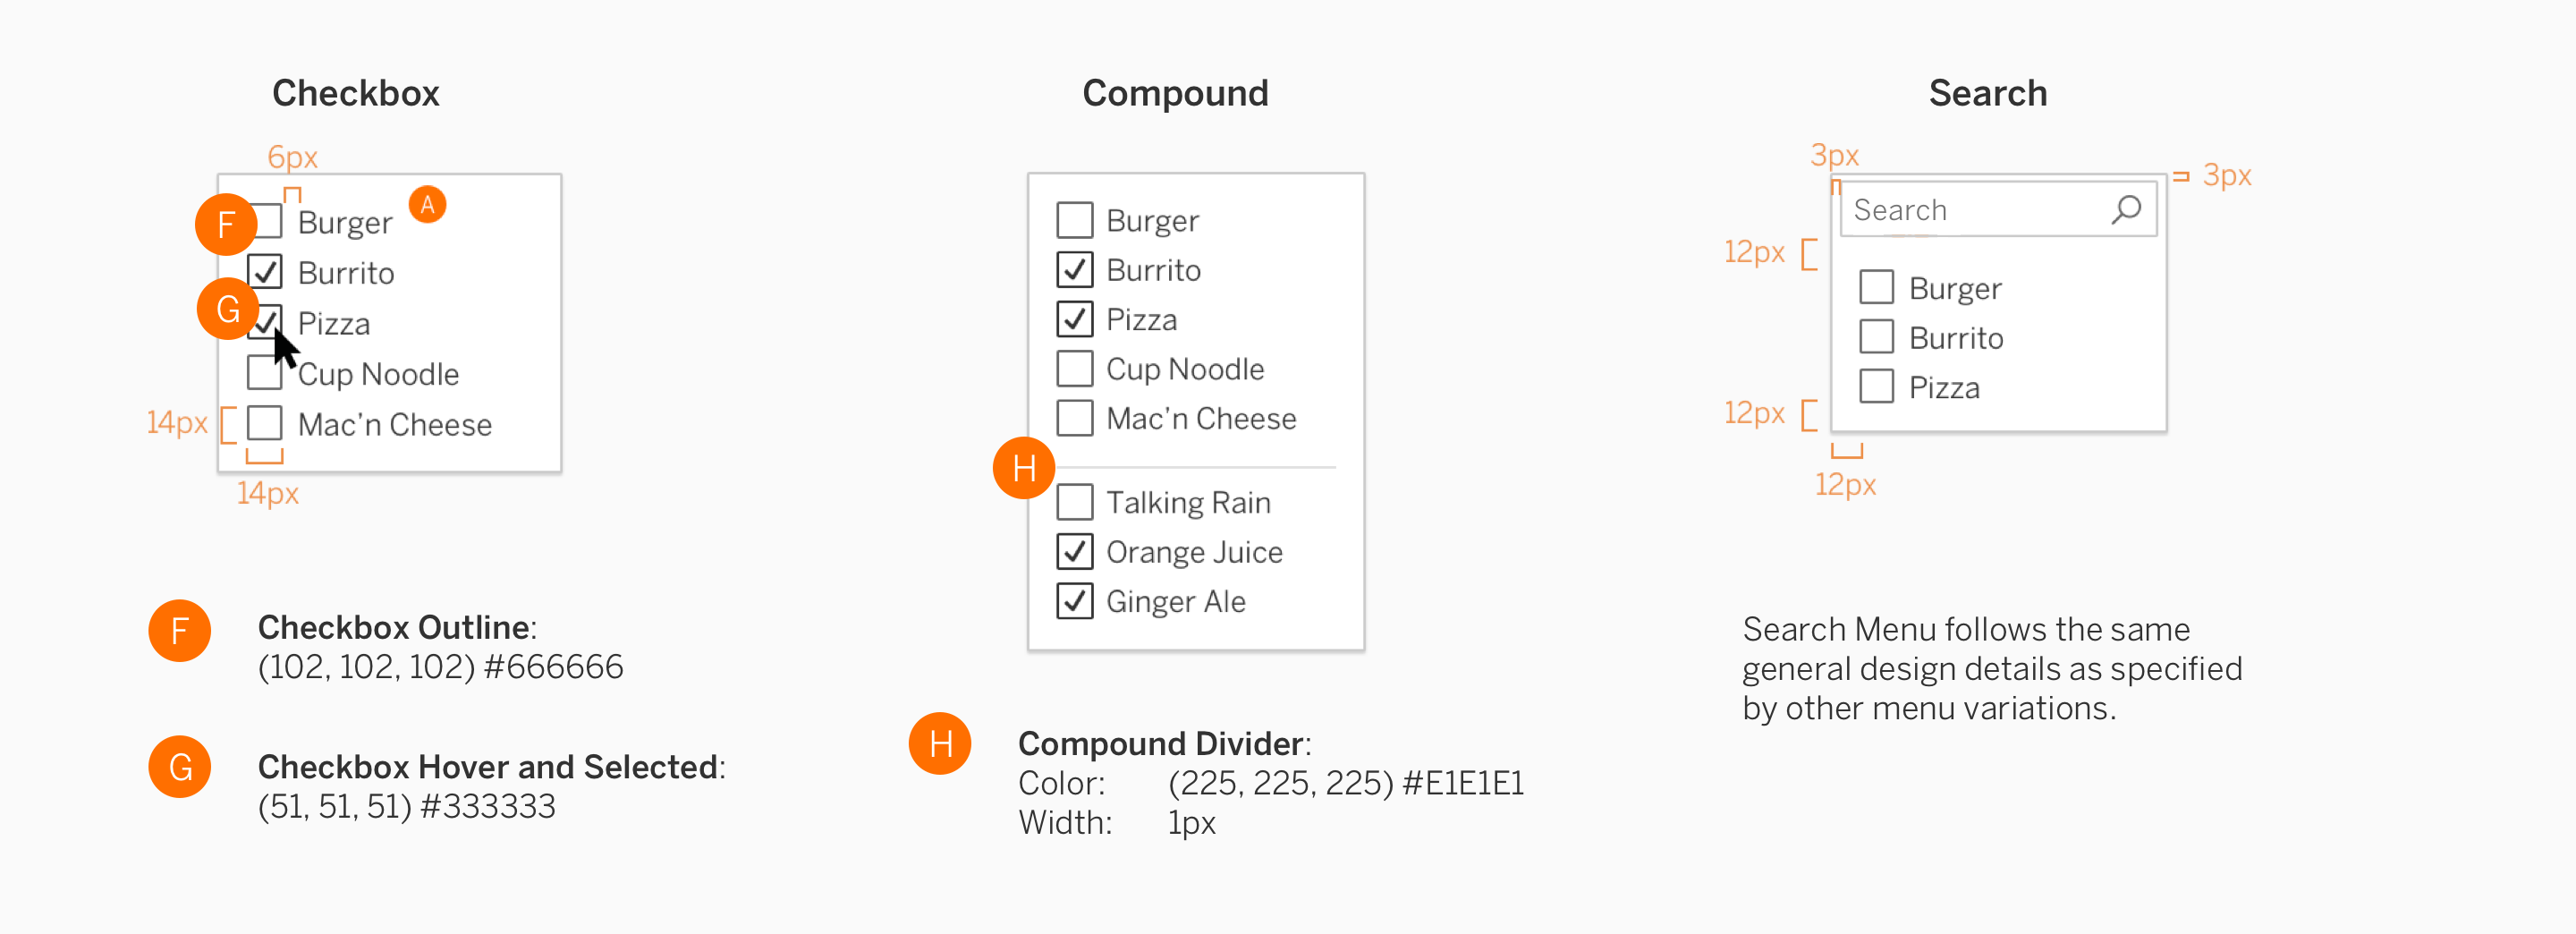 Checkbox
6px
F
A
Burger
Burrito
G
Pizza
Cup Noodle
14px
Mac'n Cheese
14px
F
Checkbox Outline:
(102, 102, 102) #666666
G
Checkbox Hover and Selected:
(51, 51, 51) #333333
Compound
Burger
Burrito
Pizza
Cup Noodle
Mac'n Cheese
H
Talking Rain
Orange Juice
Ginger Ale
H
Compound Divider:
Color: (225, 225, 225) #E1E1E1
Width: 1px
Search
3px
3px
Search
12px
Burger
Burrito
Pizza
12px
12px
Search Menu follows the same
general design details as specified
by other menu variations.